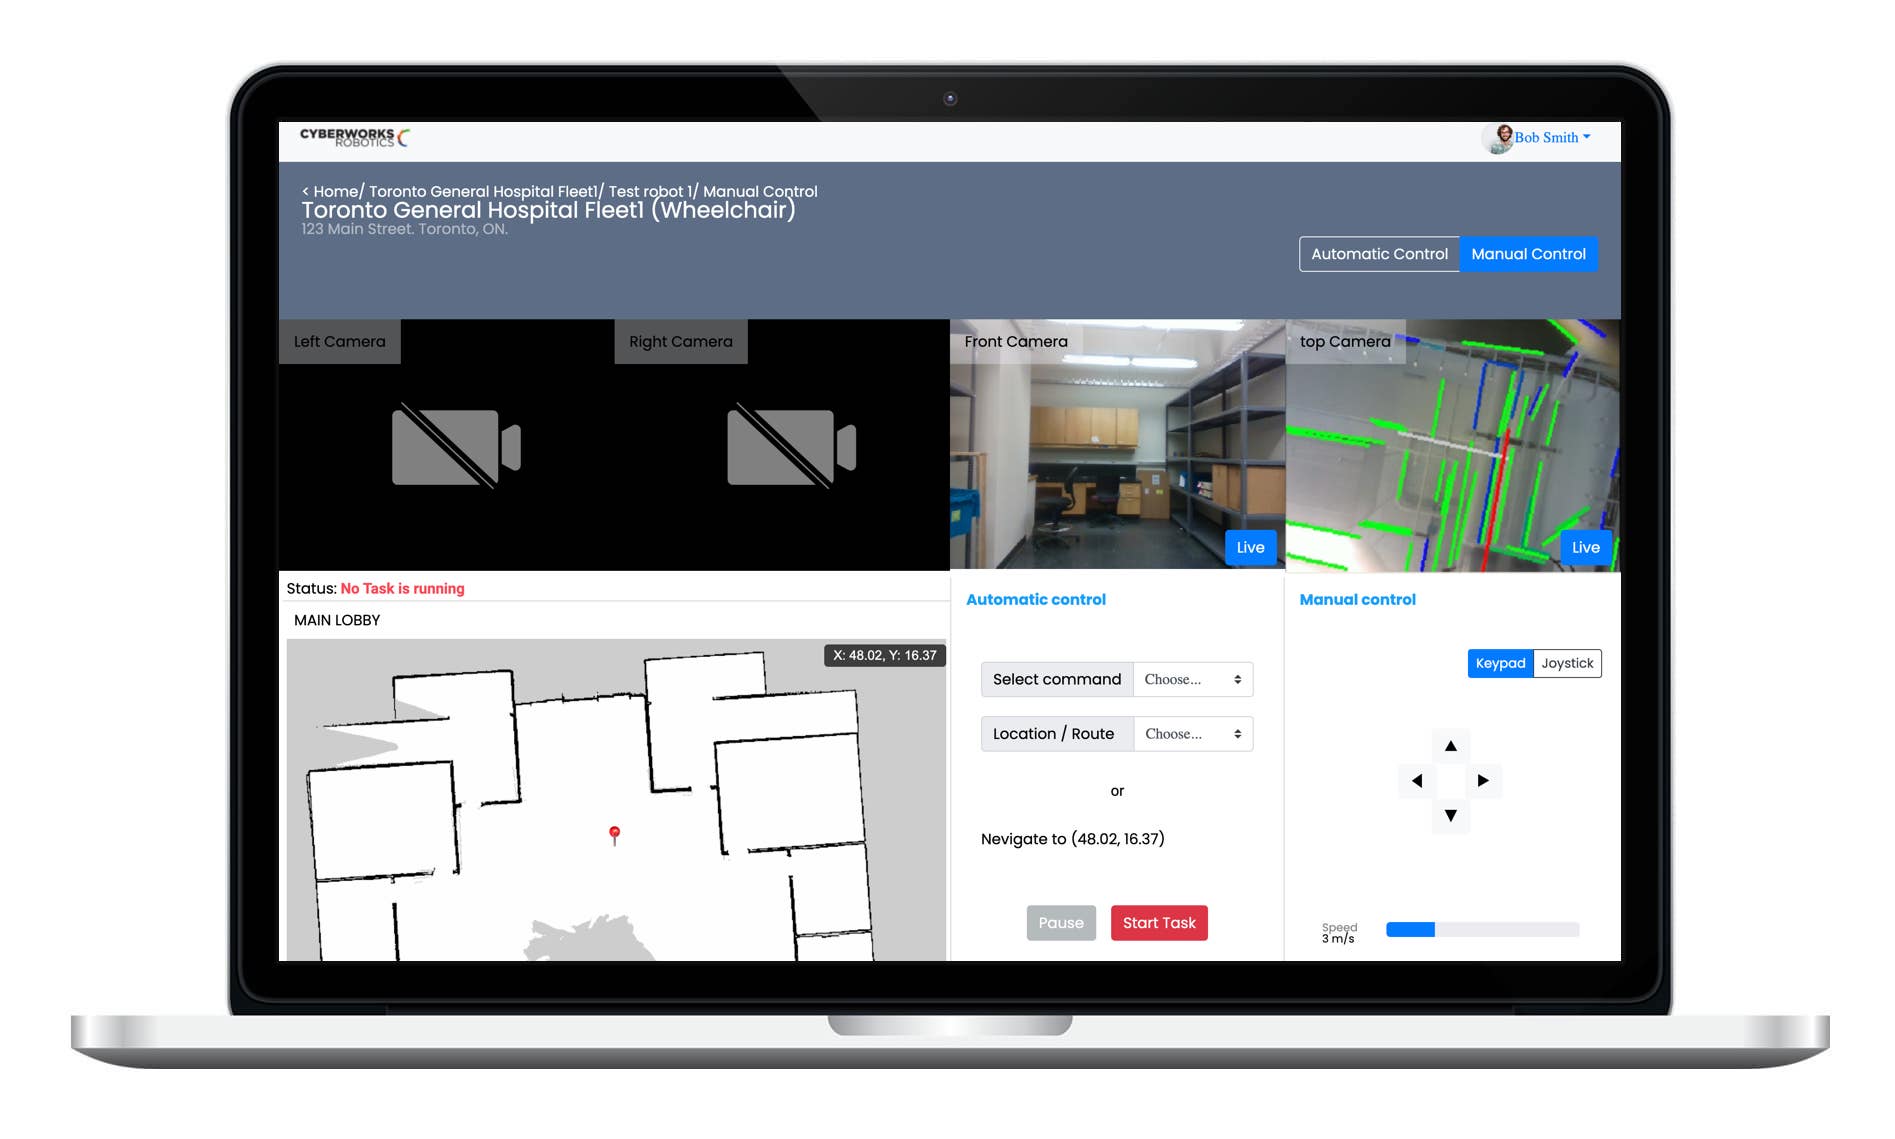 CYBERWORKS
ROBOTICS
Bob Smith
< Home/ Toronto General Hospital Fleet1/ Test robot 1/ Manual Control
Toronto General Hospital Fleet1 (Wheelchair)
123 Main Street. Toronto, ON.
Automatic Control
Manual Control
Left Camera
Right Camera
Front Camera
top Camera
Live
Live
Status: No Task is running
MAIN LOBBY
X: 48.02, Y: 16.37
Automatic control
Select command
Choose...
Location / Route
Choose...
or
Nevigate to (48.02, 16.37)
Pause
Start Task
Manual control
Keypad
Joystick
Speed
3 m/s